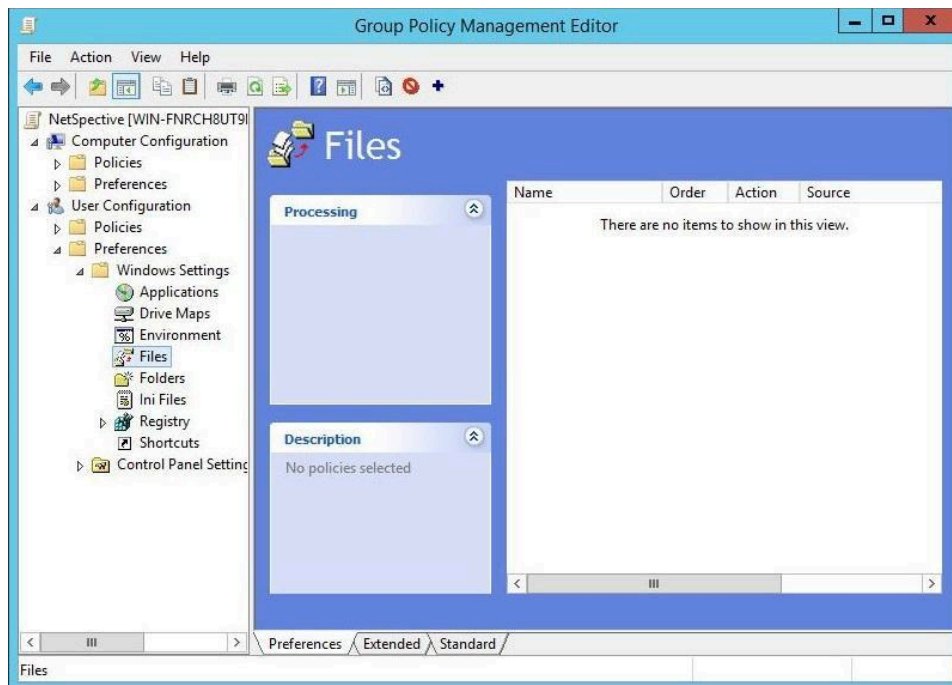 Group Policy Management Editor
File Action View Help
NetSpective [WIN-FNRCH8UT9I
Computer Configuration
Policies
Preferences
User Configuration
Policies
Preferences
Windows Settings
Applications
Drive Maps
Environment
Files
Folders
Ini Files
Registry
Shortcuts
Control Panel Setting
Files
Processing
Description
No policies selected
Name Order Action Source
There are no items to show in this view.
Preferences Extended Standard
Files